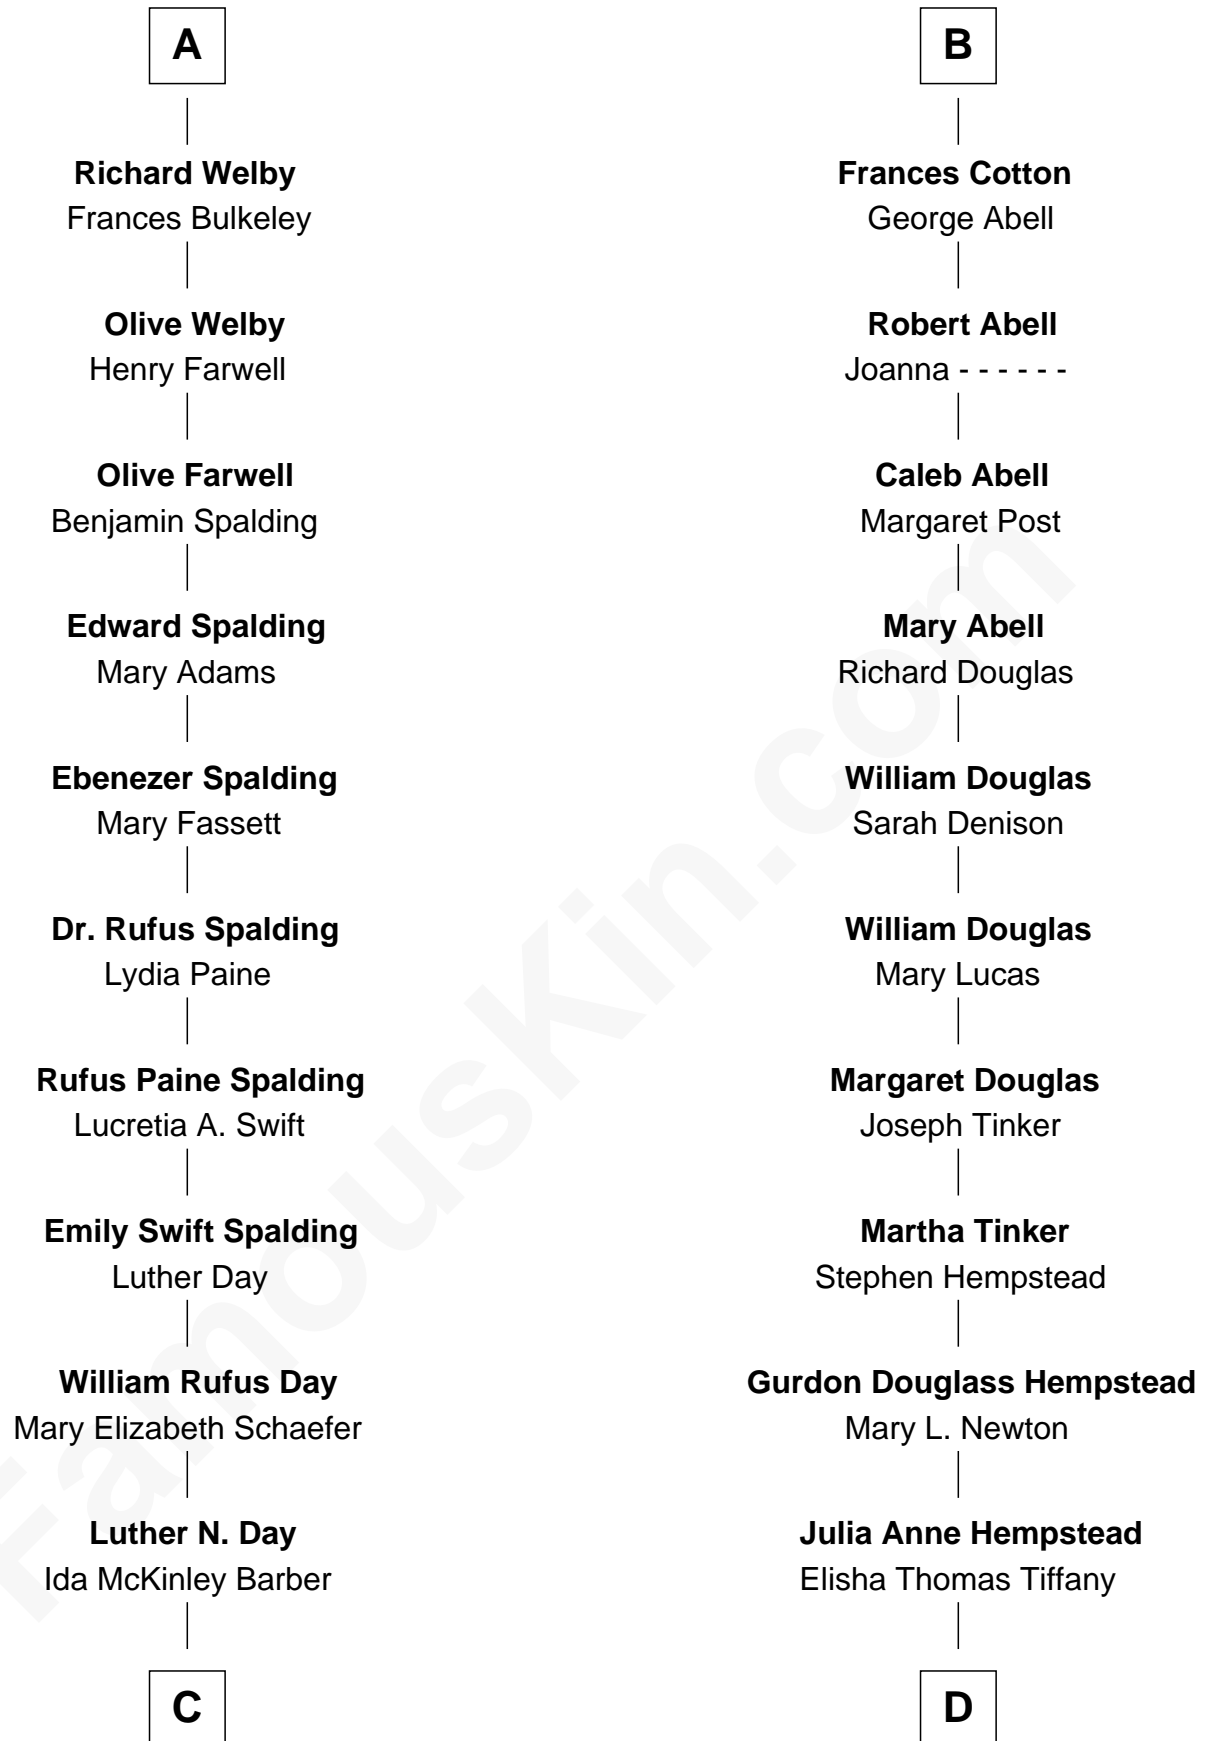 A
Richard Welby
Frances Bulkeley
Olive Welby
Henry Farwell
Olive Farwell
Benjamin Spalding
Edward Spalding
Mary Adams
Ebenezer Spalding
Mary Fassett
Dr. Rufus Spalding
Lydia Paine
Rufus Paine Spalding
Lucretia A. Swift
Emily Swift Spalding
Luther Day
William Rufus Day
Mary Elizabeth Schaefer
Luther N. Day
Ida McKinley Barber
C
B
Frances Cotton
George Abell
Robert Abell
Joanna - - - - - -
Caleb Abell
Margaret Post
Mary Abell
Richard Douglas
William Douglas
Sarah Denison
William Douglas
Mary Lucas
Margaret Douglas
Joseph Tinker
Martha Tinker
Stephen Hempstead
Gurdon Douglass Hempstead
Mary L. Newton
Julia Anne Hempstead
Elisha Thomas Tiffany
D
FamousKin.com